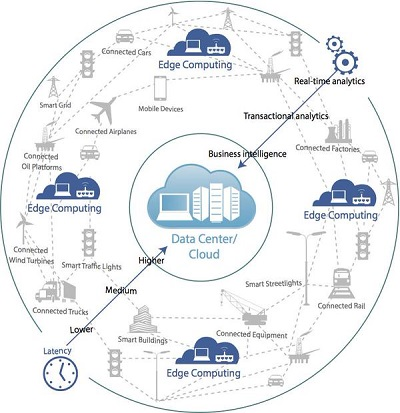 Connected Cars
Edge Computing
Real-time analytics
Smart Grid
Mobile Devices
Transactional analytics
Connected Airplanes
Connected
Oil Platforms
Business intelligence
Connected Factories
Edge Computing
Edge Computing
Data Center/
Cloud
Connected
Wind Turbines
Smart Traffic Lights
Higher
Smart Streetlights
Medium
Connected Trucks
Connected Rail
Lower
Smart Buildings
Connected Equipment
Latency
Edge Computing